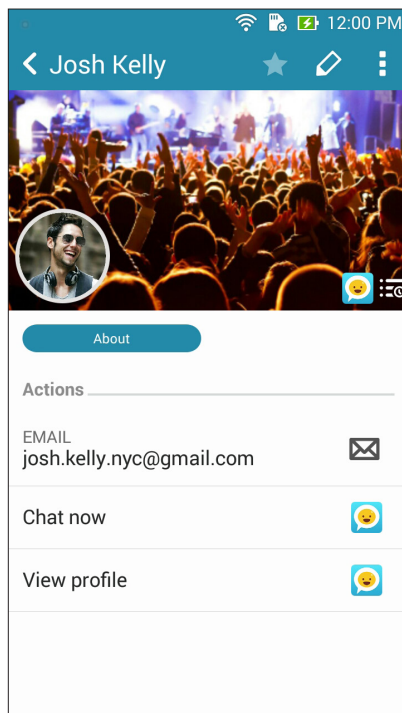 12:00 PM
Josh Kelly
About
Actions
EMAIL
josh.kelly.nyc@gmail.com
Chat now
View profile